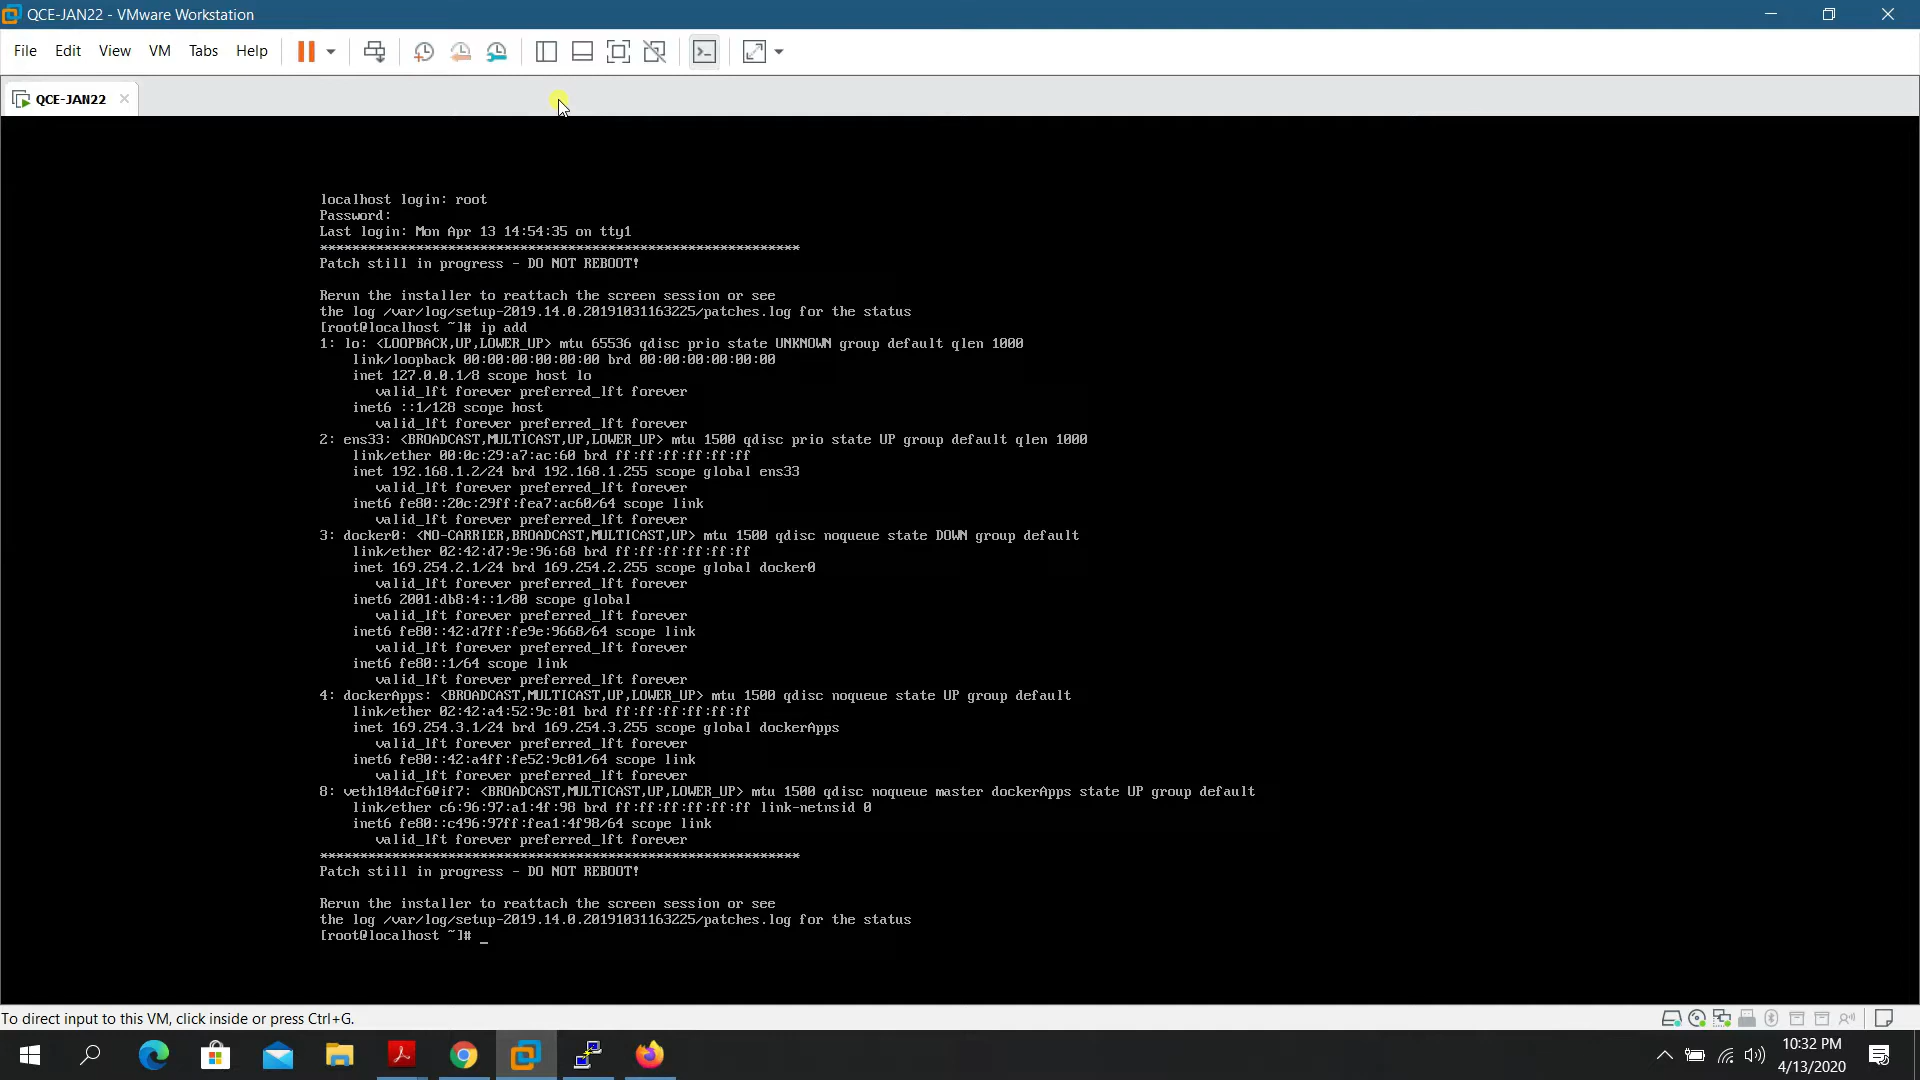 QCE-JAN22 - VMware Workstation
File Edit View VM Tabs Help
QCE-JAN22
localhost login: root
Password:
Last login: Mon Apr 13 14:54:35 on tty1
************************************************************
Patch still in progress - DO NOT REBOOT!
Rerun the installer to reattach the screen session or see
the log /var/log/setup-2019.14.0.20191031163225/patches.log for the status
[root@localhost ~]# ip add
1: lo: <LOOPBACK,UP,LOWER_UP> mtu 65536 qdisc prio state UNKNOWN group default qlen 1000
link/loopback 00:00:00:00:00:00 brd 00:00:00:00:00:00
inet 127.0.0.1/8 scope host lo
valid_lft forever preferred_lft forever
inet6 ::1/128 scope host
valid_lft forever preferred_lft forever
2: ens33: <BROADCAST,MULTICAST,UP,LOWER_UP> mtu 1500 qdisc prio state UP group default qlen 1000
link/ether 00:0c:29:a7:ac:60 brd ff:ff:ff:ff:ff:ff
inet 192.168.1.2/24 brd 192.168.1.255 scope global ens33
valid_lft forever preferred_lft forever
inet6 fe80::20c:29ff:fea7:ac60/64 scope link
valid_lft forever preferred_lft forever
3: docker0: <NO-CARRIER,BROADCAST,MULTICAST,UP> mtu 1500 qdisc noqueue state DOWN group default
link/ether 02:42:d7:9e:96:68 brd ff:ff:ff:ff:ff:ff
inet 169.254.2.1/24 brd 169.254.2.255 scope global docker0
valid_lft forever preferred_lft forever
inet6 2001:db8:4::1/80 scope global
valid_lft forever preferred_lft forever
inet6 fe80::42:d7ff:fe9e:9668/64 scope link
valid_lft forever preferred_lft forever
inet6 fe80::1/64 scope link
valid_lft forever preferred_lft forever
4: dockerApps: <BROADCAST,MULTICAST,UP,LOWER_UP> mtu 1500 qdisc noqueue state UP group default
link/ether 02:42:a4:52:9c:01 brd ff:ff:ff:ff:ff:ff
inet 169.254.3.1/24 brd 169.254.3.255 scope global dockerApps
valid_lft forever preferred_lft forever
inet6 fe80::42:a4ff:fe52:9c01/64 scope link
valid_lft forever preferred_lft forever
8: veth184dcf6@if7: <BROADCAST,MULTICAST,UP,LOWER_UP> mtu 1500 qdisc noqueue master dockerApps state UP group default
link/ether c6:96:97:a1:4f:98 brd ff:ff:ff:ff:ff:ff link-netnsid 0
inet6 fe80::c496:97ff:fea1:4f98/64 scope link
valid_lft forever preferred_lft forever
************************************************************
Patch still in progress - DO NOT REBOOT!
Rerun the installer to reattach the screen session or see
the log /var/log/setup-2019.14.0.20191031163225/patches.log for the status
[root@localhost ~]# _
To direct input to this VM, click inside or press Ctrl+G.
10:32 PM
4/13/2020